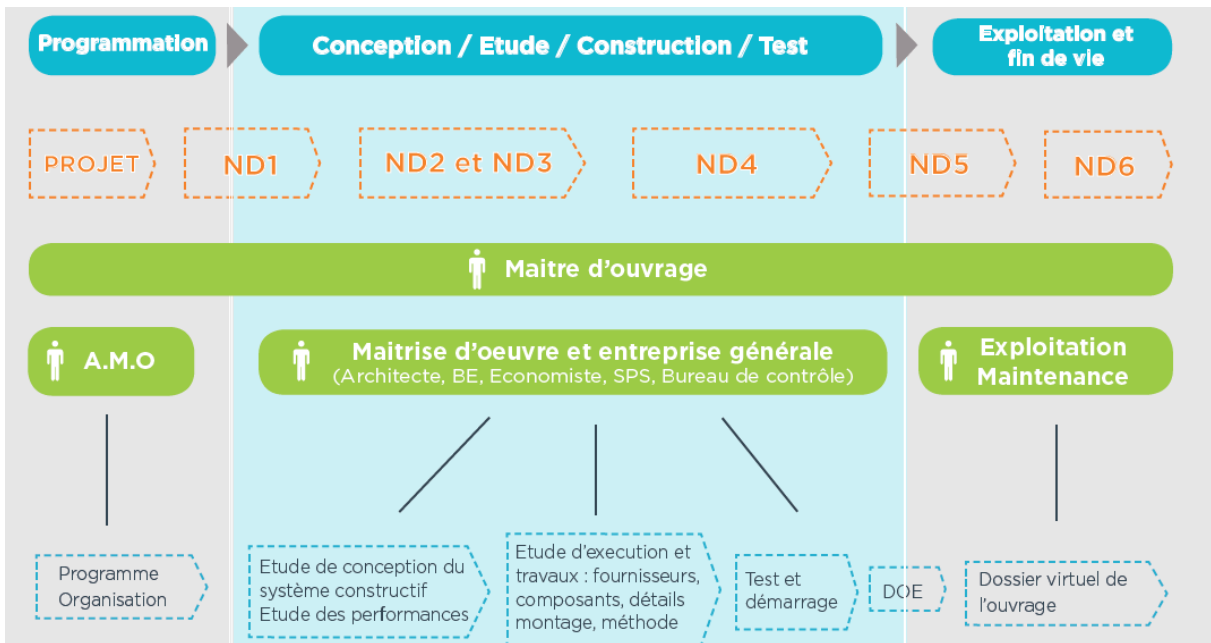 Programmation
Conception / Etude / Construction / Test
Exploitation et
fin de vie
PROJET
ND1
ND2 et ND3
ND4
ND5
ND6
Maitre d'ouvrage
A.M.O
Maitrise d'oeuvre et entreprise générale
(Architecte, BE, Economiste, SPS, Bureau de contrôle)
Exploitation
Maintenance
Programme
Organisation
Etude de conception du
système constructif
Etude des performances
Etude d'execution et
travaux : fournisseurs,
composants, détails
montage, méthode
Test et
démarrage
DOE
Dossier virtuel de
l'ouvrage